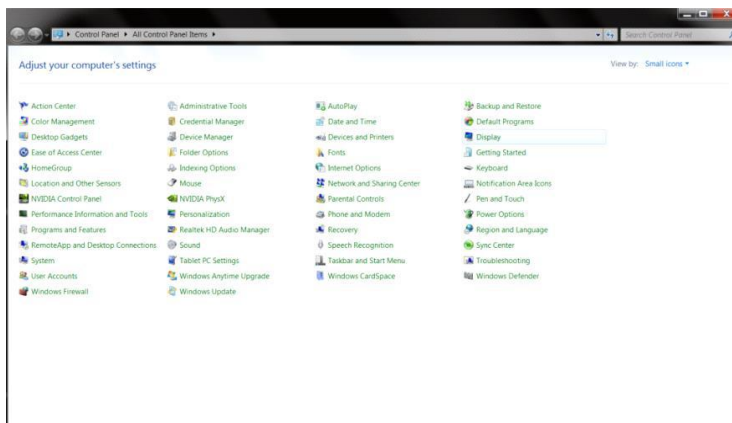 Control Panel ▸ All Control Panel Items ▸
Search Control Panel
Adjust your computer's settings
View by: Small icons
Action Center Administrative Tools AutoPlay Backup and Restore
Color Management Credential Manager Date and Time Default Programs
Desktop Gadgets Device Manager Devices and Printers Display
Ease of Access Center Folder Options Fonts Getting Started
HomeGroup Indexing Options Internet Options Keyboard
Location and Other Sensors Mouse Network and Sharing Center Notification Area Icons
NVIDIA Control Panel NVIDIA PhysX Parental Controls Pen and Touch
Performance Information and Tools Personalization Phone and Modem Power Options
Programs and Features Realtek HD Audio Manager Recovery Region and Language
RemoteApp and Desktop Connections Sound Speech Recognition Sync Center
System Tablet PC Settings Taskbar and Start Menu Troubleshooting
User Accounts Windows Anytime Upgrade Windows CardSpace Windows Defender
Windows Firewall Windows Update